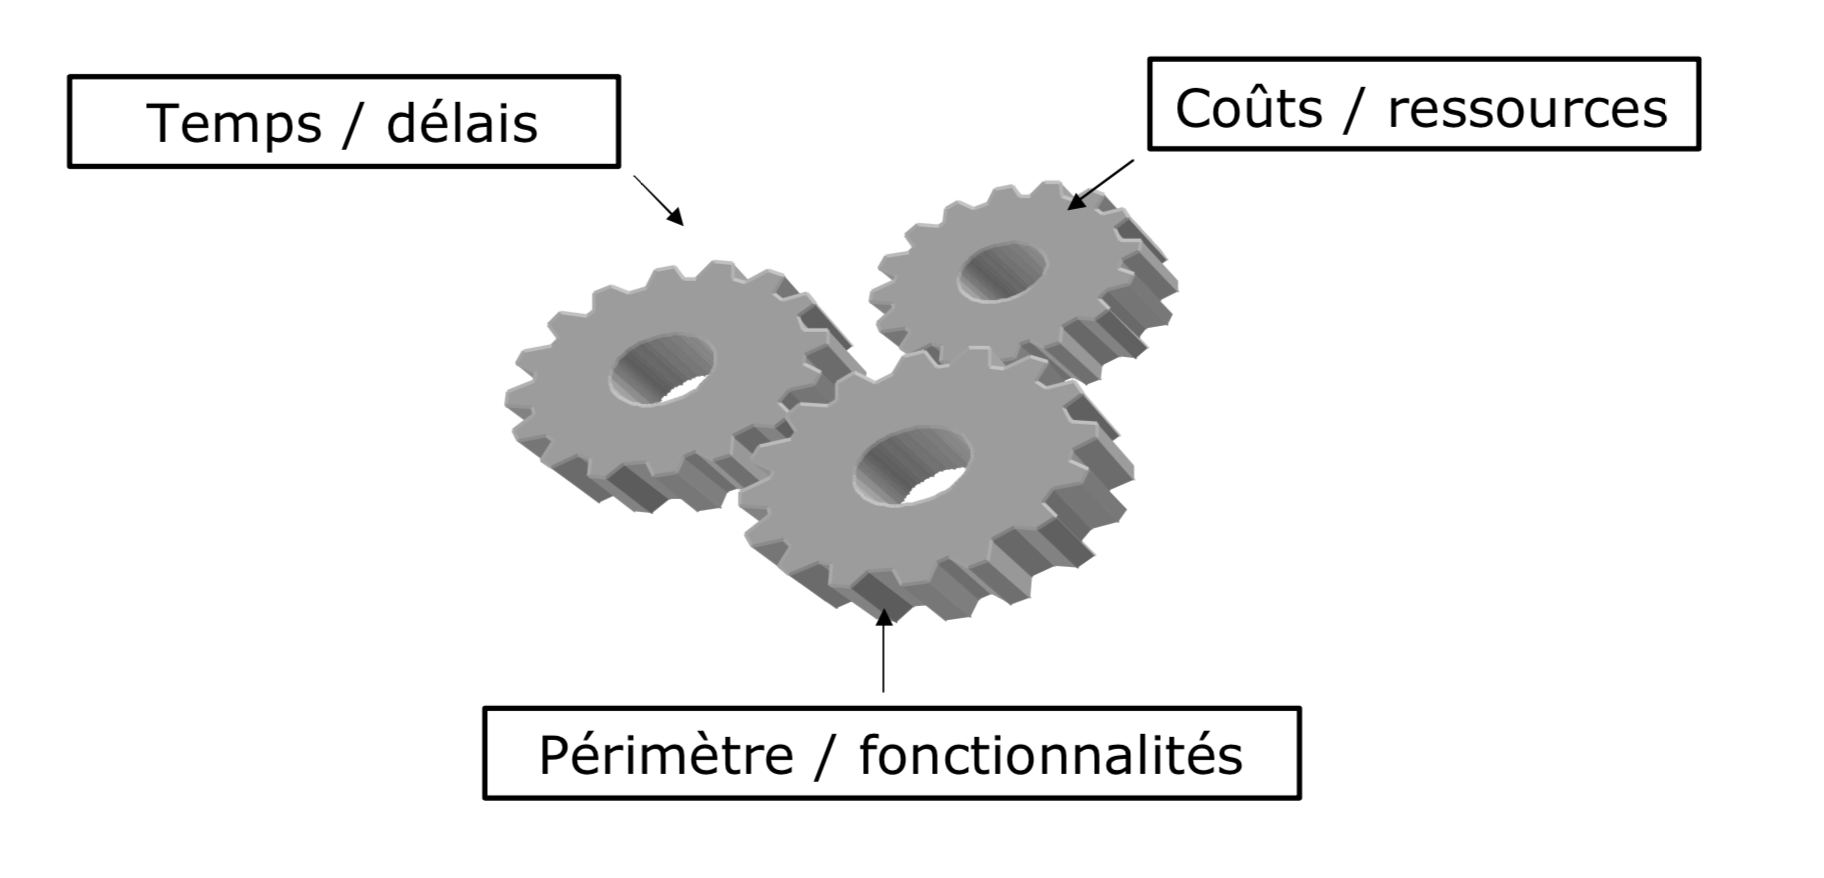 Temps / délais
Coûts / ressources
Périmètre / fonctionnalités